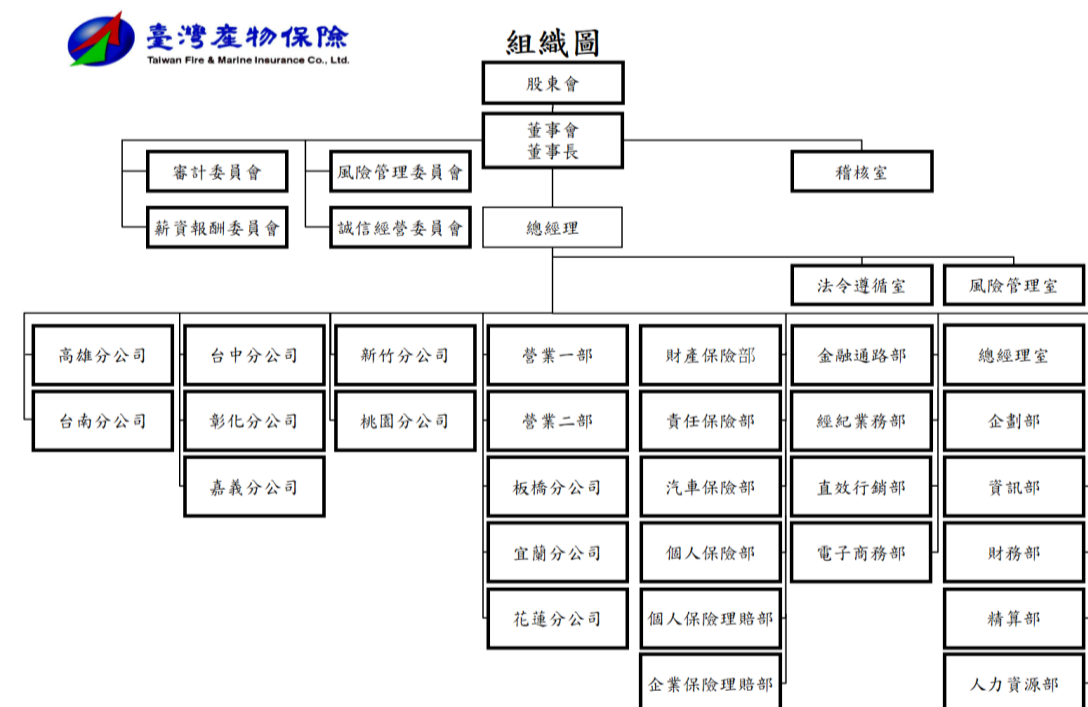 臺灣產物保險
Taiwan Fire & Marine Insurance Co., Ltd.
組織圖
股東會
董事會
董事長
審計委員會
風險管理委員會
稽核室
薪資報酬委員會
誠信經營委員會
總經理
法令遵循室
風險管理室
高雄分公司
台中分公司
新竹分公司
營業一部
財產保險部
金融通路部
總經理室
台南分公司
彰化分公司
桃園分公司
營業二部
責任保險部
經紀業務部
企劃部
嘉義分公司
板橋分公司
汽車保險部
直效行銷部
資訊部
宜蘭分公司
個人保險部
電子商務部
財務部
花蓮分公司
個人保險理賠部
精算部
企業保險理賠部
人力資源部